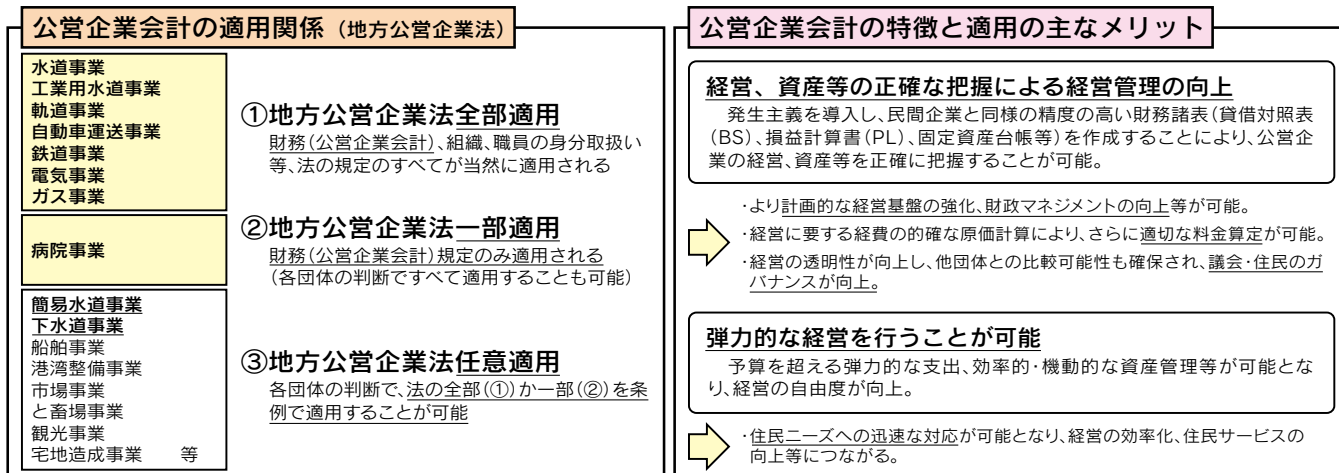 公営企業会計の適用関係（地方公営企業法）
水道事業
工業用水道事業
軌道事業
自動車運送事業
鉄道事業
電気事業
ガス事業
①地方公営企業法全部適用
財務(公営企業会計)、組織、職員の身分取扱い
等、法の規定のすべてが当然に適用される
病院事業
②地方公営企業法一部適用
財務(公営企業会計)規定のみ適用される
（各団体の判断ですべて適用することも可能）
簡易水道事業
下水道事業
船舶事業
港湾整備事業
市場事業
と畜場事業
観光事業
宅地造成事業　等
③地方公営企業法任意適用
各団体の判断で、法の全部(①)か一部(②)を条
例で適用することが可能
公営企業会計の特徴と適用の主なメリット
経営、資産等の正確な把握による経営管理の向上
発生主義を導入し、民間企業と同様の精度の高い財務諸表(貸借対照表
(BS)、損益計算書(PL)、固定資産台帳等)を作成することにより、公営企
業の経営、資産等を正確に把握することが可能。
・より計画的な経営基盤の強化、財政マネジメントの向上等が可能。
・経営に要する経費の的確な原価計算により、さらに適切な料金算定が可能。
・経営の透明性が向上し、他団体との比較可能性も確保され、議会・住民のガ
バナンスが向上。
弾力的な経営を行うことが可能
予算を超える弾力的な支出、効率的・機動的な資産管理等が可能とな
り、経営の自由度が向上。
・住民ニーズへの迅速な対応が可能となり、経営の効率化、住民サービスの
向上等につながる。